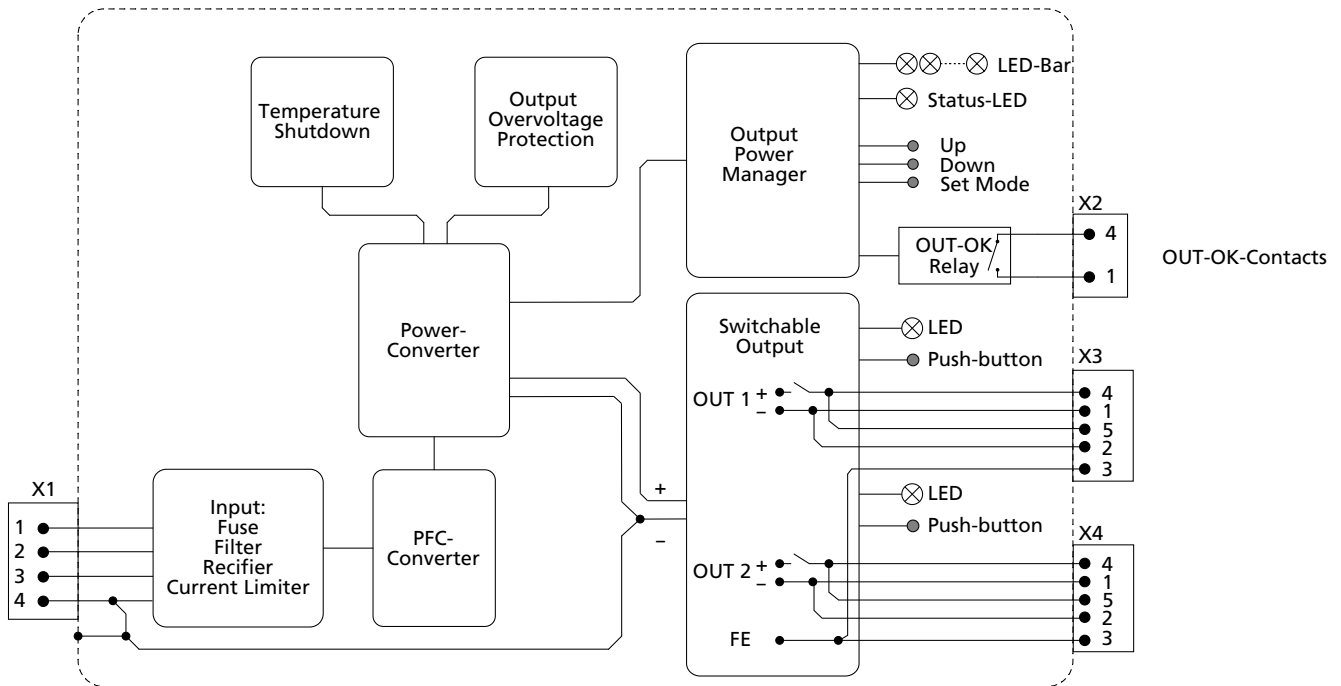 Temperature
Shutdown
Output
Overvoltage
Protection
Output
Power
Manager
LED-Bar
Status-LED
Up
Down
Set Mode
OUT-OK
Relay
X2
4
1
OUT-OK-Contacts
Power-
Converter
Switchable
Output
LED
Push-button
OUT 1
+
–
X3
4
1
5
2
3
X1
1
2
3
4
Input:
Fuse
Filter
Rectifier
Current Limiter
PFC-
Converter
+
–
LED
Push-button
OUT 2
+
–
FE
X4
4
1
5
2
3